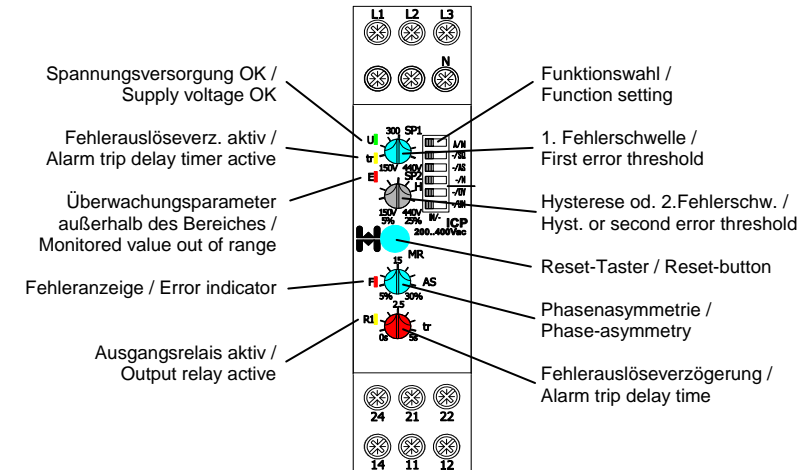 L1 L2 L3
N
Spannungsversorgung OK /
Supply voltage OK
Fehlerauslöseverz. aktiv /
Alarm trip delay timer active
Überwachungsparameter
außerhalb des Bereiches /
Monitored value out of range
Fehleranzeige / Error indicator
Ausgangsrelais aktiv /
Output relay active
U
tr
E
300 SP1
150V 440V
SP2
H
150V 440V
5% 25%
A/M
-/SQ
-/AS
-/N
-/OV
-/UN
W/-
ICP
200..400Vac
MR
15
F
AS
5% 30%
2.5
R1
tr
0s 5s
Funktionswahl /
Function setting
1. Fehlerschwelle /
First error threshold
Hysterese od. 2.Fehlerschw. /
Hyst. or second error threshold
Reset-Taster / Reset-button
Phasenasymmetrie /
Phase-asymmetry
Fehlerauslöseverzögerung /
Alarm trip delay time
24 21 22
14 11 12